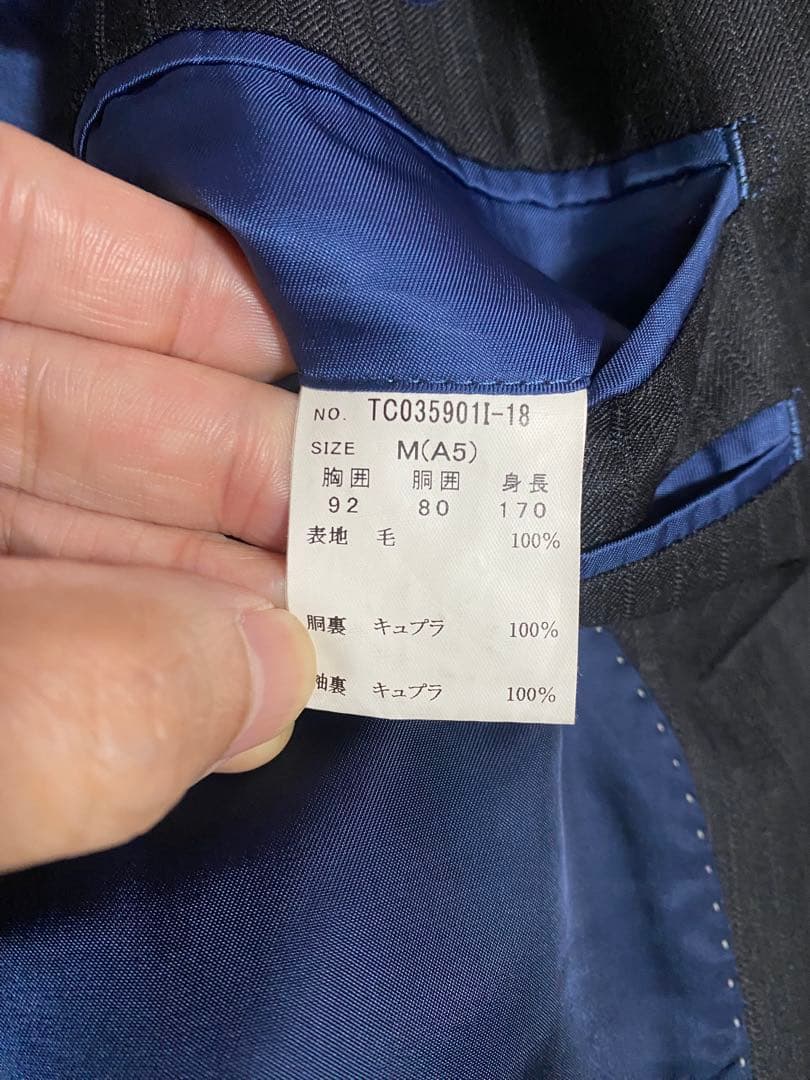 NO. TC035901I-18
SIZE M(A5)
胸囲 胴囲 身長
92 80 170
表地 毛 100%
胴裏 キュプラ 100%
袖裏 キュプラ 100%